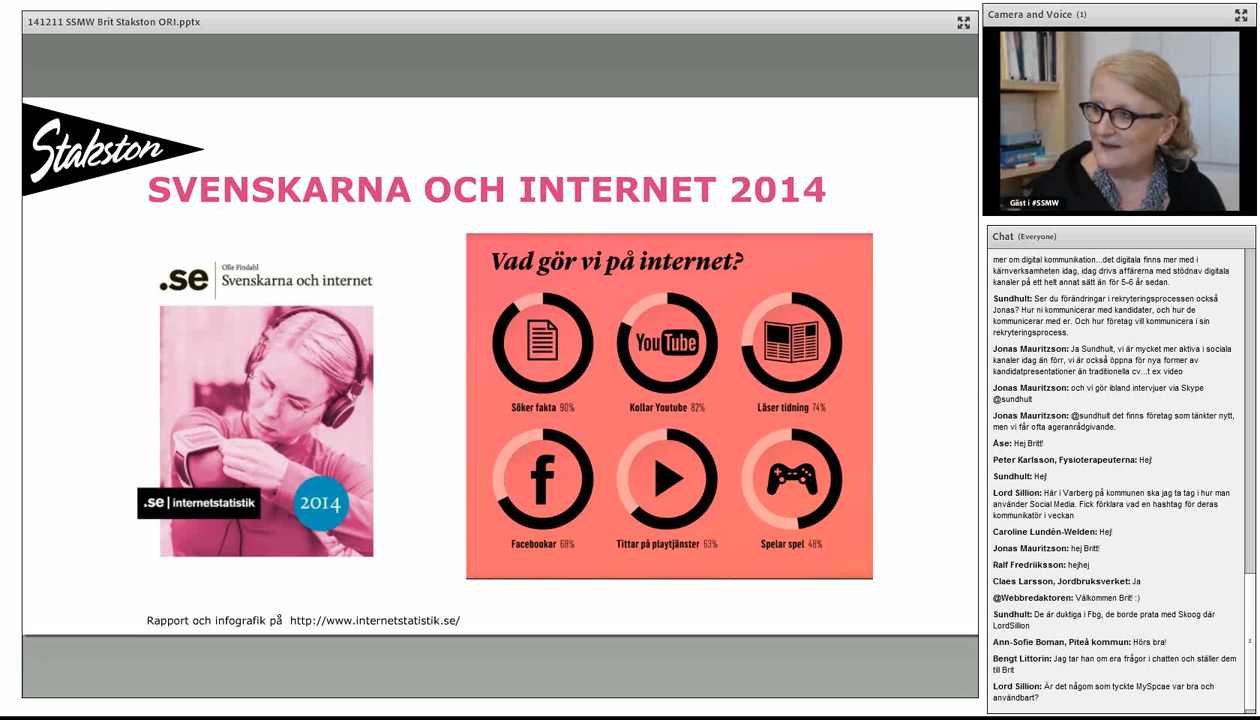 141211 SSMW Brit Stakston ORI.pptx
Stakston
SVENSKARNA OCH INTERNET 2014
.se
Olle Findahl
Svenskarna och internet
.se | internetstatistik
2014
Vad gör vi på internet?
YouTube
Söker fakta 90%
Kollar Youtube 82%
Läser tidning 74%
f
Facebookar 68%
Tittar på playtjänster 63%
Spelar spel 48%
Rapport och infografik på http://www.internetstatistik.se/
Camera and Voice (1)
Gäst i #SSMW
Chat (Everyone)
mer om digital kommunikation...det digitala finns mer med i
kärnverksamheten idag, idag drivs affärerna med stödnav digitala
kanaler på ett helt annat sätt än för 5-6 år sedan.
Sundhult: Ser du förändringar i rekryteringsprocessen också
Jonas? Hur ni kommunicerar med kandidater, och hur de
kommunicerar med er. Och hur företag vill kommunicera i sin
rekryteringsprocess.
Jonas Mauritzson: Ja Sundhult, vi är mycket mer aktiva i sociala
kanaler idag än förr, vi är också öppna för nya former av
kandidatpresentationer än traditionella cv...t ex video
Jonas Mauritzson: och vi gör ibland intervjuer via Skype
@sundhult
Jonas Mauritzson: @sundhult det finns företag som tänkter nytt,
men vi får ofta ageranrådgivande.
Åse: Hej Britt!
Peter Karlsson, Fysioterapeuterna: Hej!
Sundhult: Hej!
Lord Sillion: Här i Varberg på kommunen ska jag ta tag i hur man
använder Social Media. Fick förklara vad en hashtag för deras
kommunikatör i veckan
Caroline Lundén-Welden: Hej!
Jonas Mauritzson: hej Britt!
Ralf Fredriiksson: hejhej
Claes Larsson, Jordbruksverket: Ja
@Webbredaktoren: Välkommen Brit! :)
Sundhult: De är duktiga i Fbg, de borde prata med Skoog där
LordSillion
Ann-Sofie Boman, Piteå kommun: Hörs bra!
Bengt Littorin: Jag tar han om era frågor i chatten och ställer dem
till Brit
Lord Sillion: Är det någom som tyckte MySpcae var bra och
användbart?